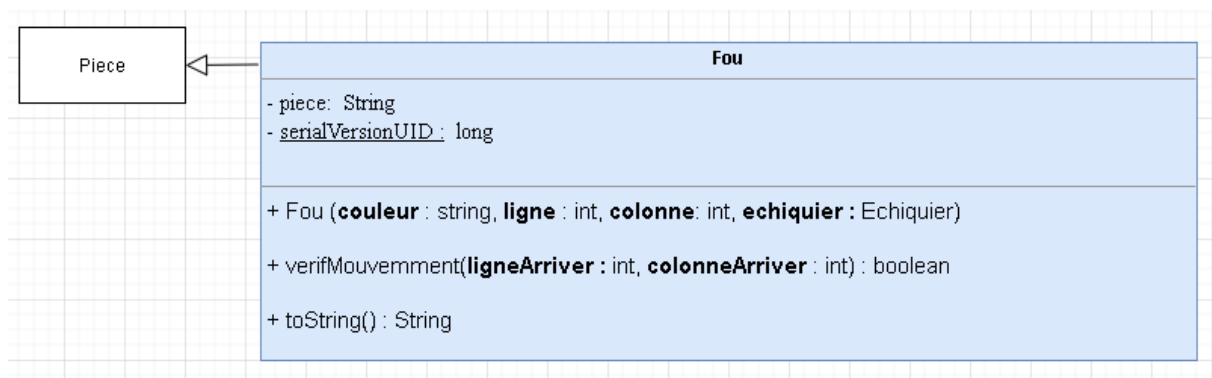 Piece
Fou
- piece: String
- serialVersionUID : long
+ Fou (couleur : string, ligne : int, colonne: int, echiquier : Echiquier)
+ verifMouvemment(ligneArriver : int, colonneArriver : int) : boolean
+ toString() : String